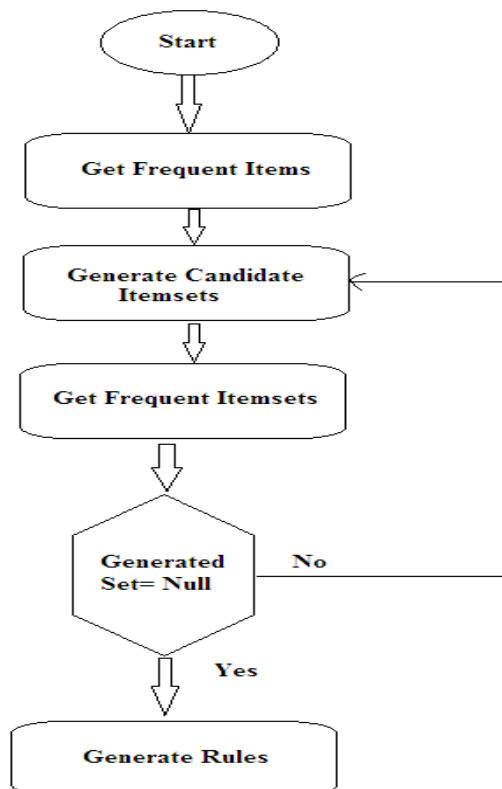 Start
Get Frequent Items
Generate Candidate
Itemsets
Get Frequent Itemsets
Generated
Set= Null
No
Yes
Generate Rules